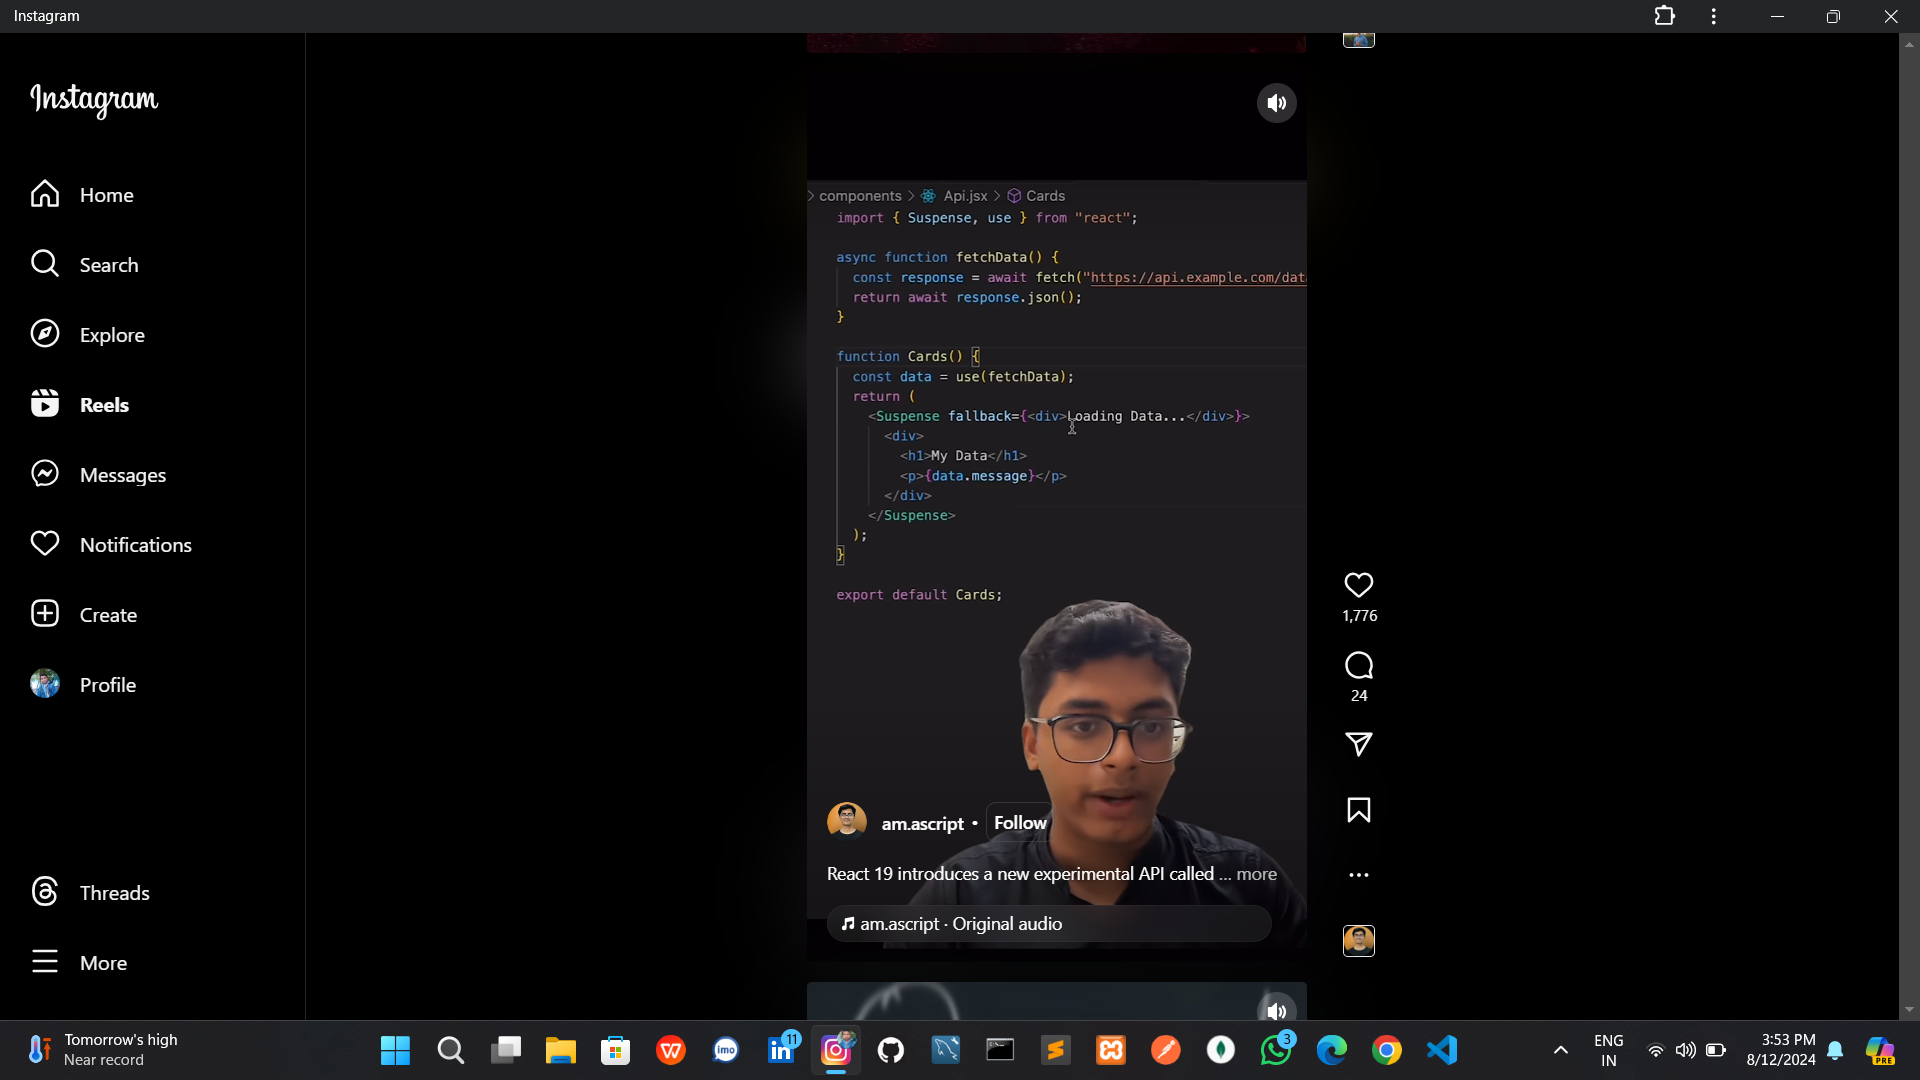 Instagram
Instagram
Home
Search
Explore
Reels
Messages
Notifications
Create
Profile
Threads
More
components > Api.jsx > Cards
import { Suspense, use } from "react";
async function fetchData() {
const response = await fetch("https://api.example.com/dat
return await response.json();
}
function Cards() {
const data = use(fetchData);
return (
<Suspense fallback={<div>Loading Data...</div>}>
<div>
<h1>My Data</h1>
<p>{data.message}</p>
</div>
</Suspense>
);
}
export default Cards;
am.ascript • Follow
React 19 introduces a new experimental API called ... more
am.ascript · Original audio
1,776
24
Tomorrow's high
Near record
imo
11
3
ENG
IN
3:53 PM
8/12/2024
PRE